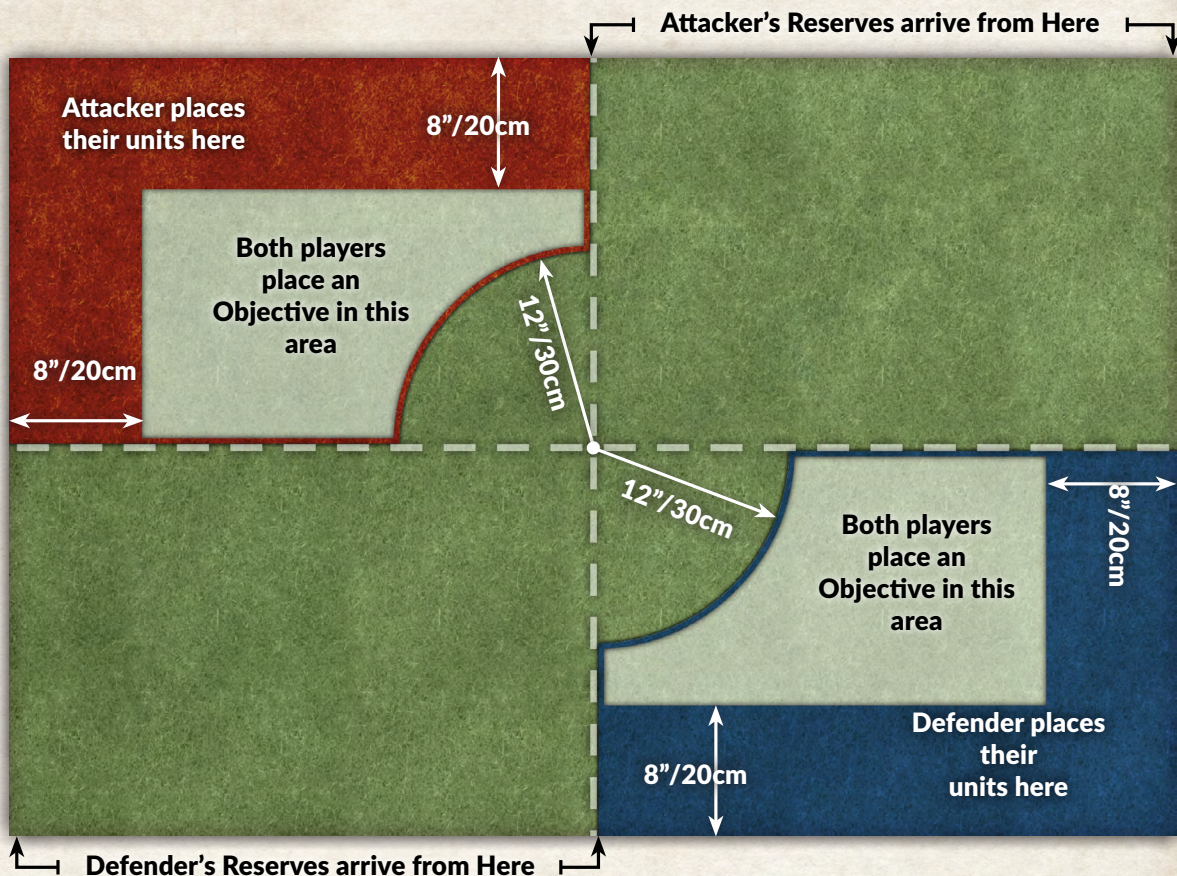 Attacker’s Reserves arrive from Here
Attacker places
their units here
8”/20cm
Both players
place an
Objective in this
area
8”/20cm
12”/30cm
12”/30cm
8”/20cm
Both players
place an
Objective in this
area
Defender places
their
units here
8”/20cm
Defender’s Reserves arrive from Here